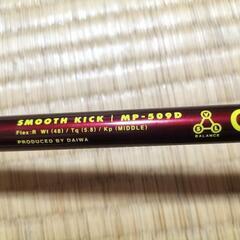 SMOOTH KICK | MP-509D
Flex:R Wt (48) / Tq (5.8) / Kp (MIDDLE)
PRODUCED BY DAIWA
V
S L
BALANCE